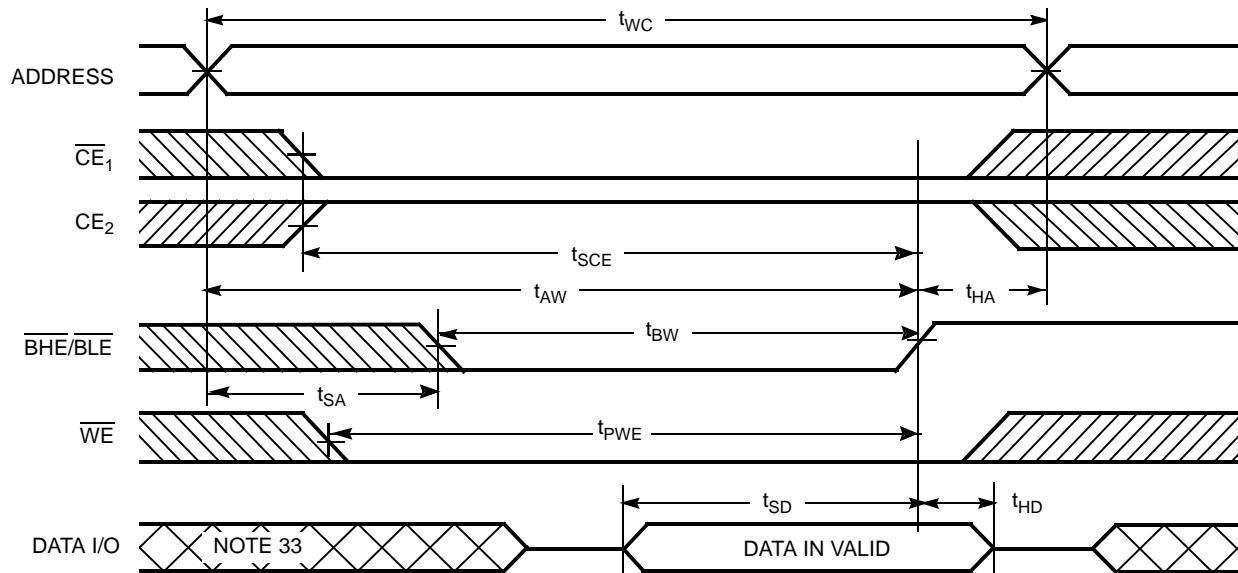 tWC
ADDRESS
CE1
CE2
tSCE
tAW
tHA
BHE/BLE
tBW
tSA
WE
tPWE
tSD
tHD
DATA I/O
NOTE 33
DATA IN VALID